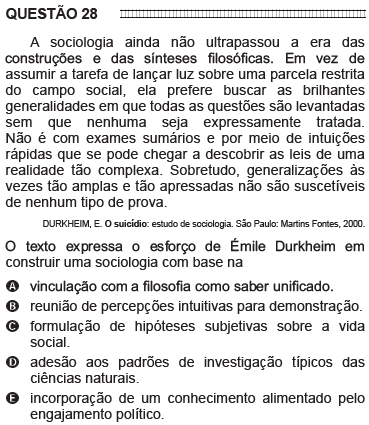 QUESTÃO 28
A sociologia ainda não ultrapassou a era das
construções e das sínteses filosóficas. Em vez de
assumir a tarefa de lançar luz sobre uma parcela restrita
do campo social, ela prefere buscar as brilhantes
generalidades em que todas as questões são levantadas
sem que nenhuma seja expressamente tratada.
Não é com exames sumários e por meio de intuições
rápidas que se pode chegar a descobrir as leis de uma
realidade tão complexa. Sobretudo, generalizações às
vezes tão amplas e tão apressadas não são suscetíveis
de nenhum tipo de prova.
DURKHEIM, E. O suicídio: estudo de sociologia. São Paulo: Martins Fontes, 2000.
O texto expressa o esforço de Émile Durkheim em
construir uma sociologia com base na
A vinculação com a filosofia como saber unificado.
B reunião de percepções intuitivas para demonstração.
C formulação de hipóteses subjetivas sobre a vida
social.
D adesão aos padrões de investigação típicos das
ciências naturais.
E incorporação de um conhecimento alimentado pelo
engajamento político.